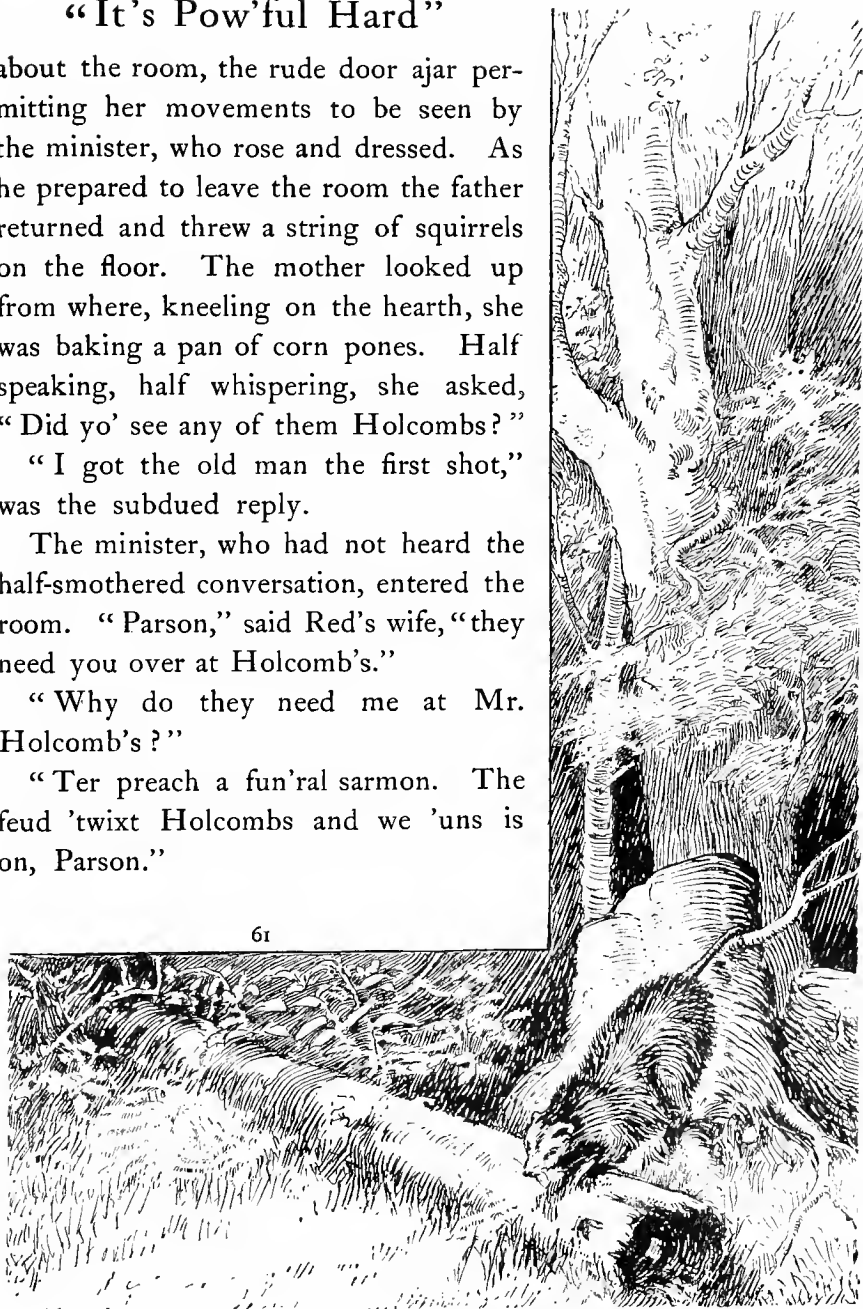 “It’s Pow’ful Hard”
about the room, the rude door ajar per-
mitting her movements to be seen by
the minister, who rose and dressed. As
he prepared to leave the room the father
returned and threw a string of squirrels
on the floor. The mother looked up
from where, kneeling on the hearth, she
was baking a pan of corn pones. Half
speaking, half whispering, she asked,
“Did yo’ see any of them Holcombs?”
“I got the old man the first shot,”
was the subdued reply.
The minister, who had not heard the
half-smothered conversation, entered the
room. “Parson,” said Red’s wife, “they
need you over at Holcomb’s.”
“Why do they need me at Mr.
Holcomb’s?”
“Ter preach a fun’ral sarmon. The
feud ’twixt Holcombs and we ’uns is
on, Parson.”
61